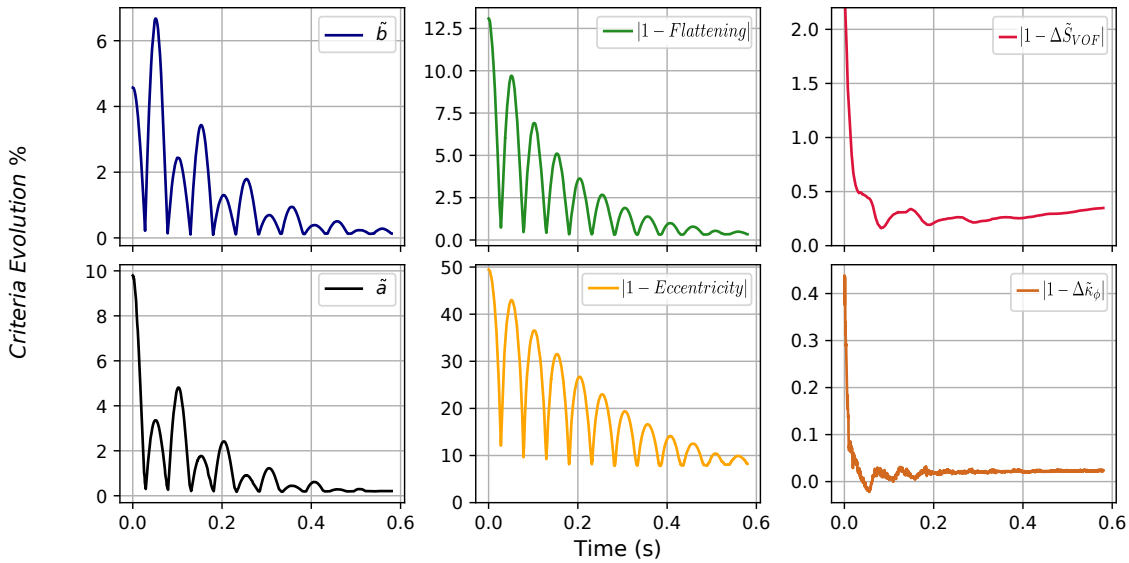 Criteria Evolution %
6
4
2
0
b̃
12.5
10.0
7.5
5.0
2.5
0.0
|1 − Flattening|
2.0
1.5
1.0
0.5
0.0
|1 − ΔS̃_VOF|
10
8
6
4
2
0
ã
0.0 0.2 0.4 0.6
50
40
30
20
10
0
|1 − Eccentricity|
0.0 0.2 0.4 0.6
0.4
0.3
0.2
0.1
0.0
|1 − Δκ̃_ϕ|
0.0 0.2 0.4 0.6
Time (s)